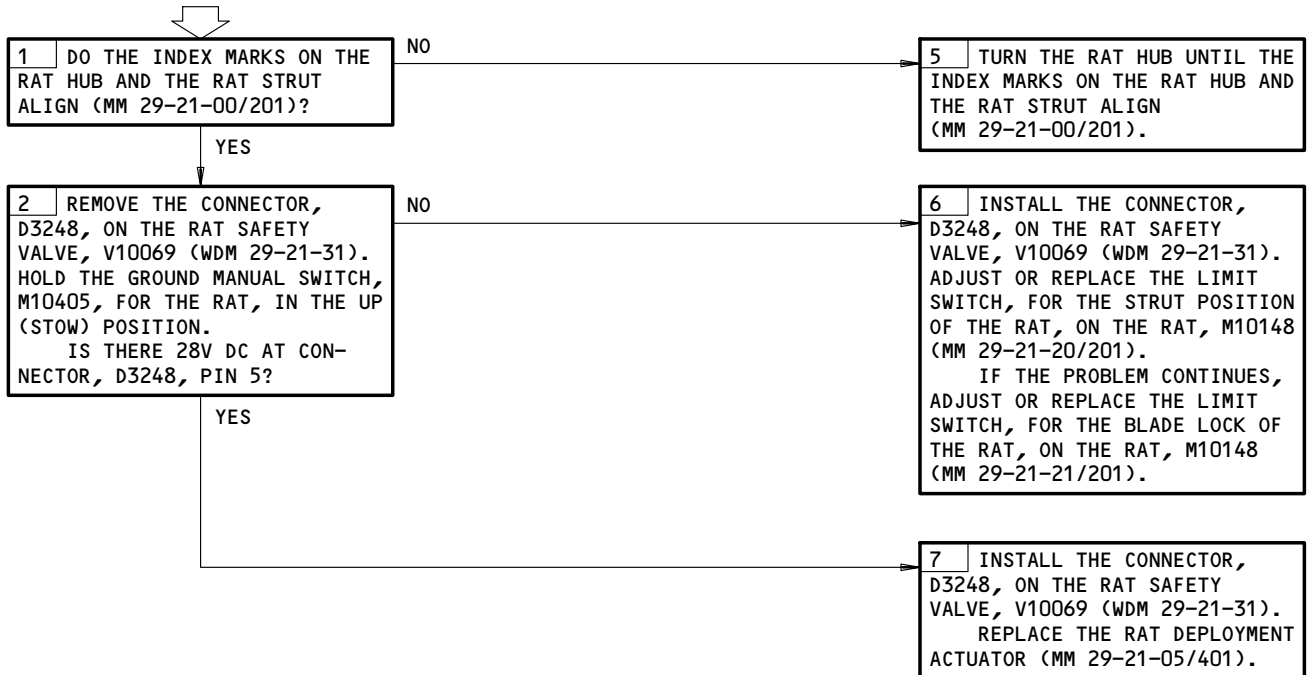 1 DO THE INDEX MARKS ON THE
RAT HUB AND THE RAT STRUT
ALIGN (MM 29-21-00/201)?
NO
5 TURN THE RAT HUB UNTIL THE
INDEX MARKS ON THE RAT HUB AND
THE RAT STRUT ALIGN
(MM 29-21-00/201).
YES
2 REMOVE THE CONNECTOR,
D3248, ON THE RAT SAFETY
VALVE, V10069 (WDM 29-21-31).
HOLD THE GROUND MANUAL SWITCH,
M10405, FOR THE RAT, IN THE UP
(STOW) POSITION.
IS THERE 28V DC AT CON-
NECTOR, D3248, PIN 5?
NO
6 INSTALL THE CONNECTOR,
D3248, ON THE RAT SAFETY
VALVE, V10069 (WDM 29-21-31).
ADJUST OR REPLACE THE LIMIT
SWITCH, FOR THE STRUT POSITION
OF THE RAT, ON THE RAT, M10148
(MM 29-21-20/201).
IF THE PROBLEM CONTINUES,
ADJUST OR REPLACE THE LIMIT
SWITCH, FOR THE BLADE LOCK OF
THE RAT, ON THE RAT, M10148
(MM 29-21-21/201).
YES
7 INSTALL THE CONNECTOR,
D3248, ON THE RAT SAFETY
VALVE, V10069 (WDM 29-21-31).
REPLACE THE RAT DEPLOYMENT
ACTUATOR (MM 29-21-05/401).